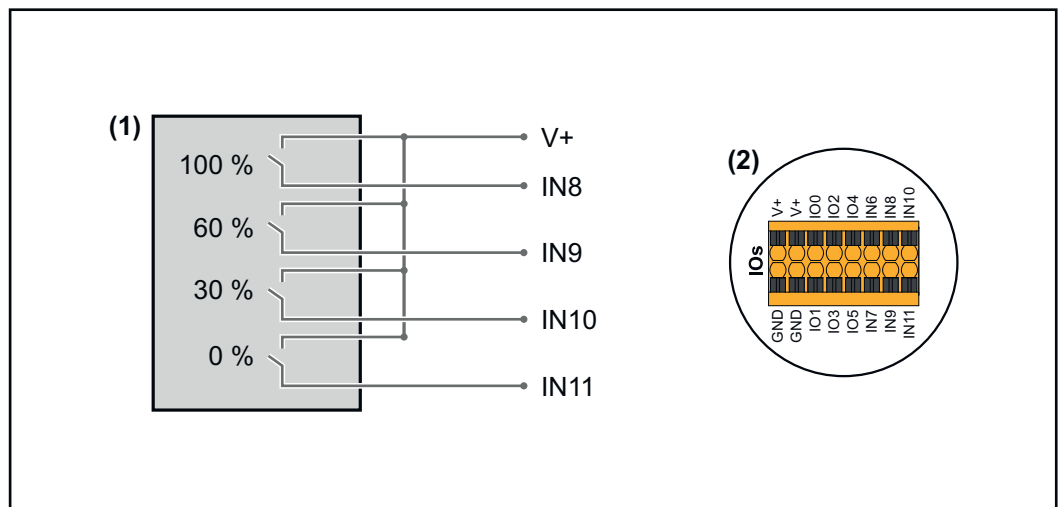 (1)
100 %
60 %
30 %
0 %
V+
IN8
IN9
IN10
IN11
(2)
IOs
V+ V+ IO0 IO2 IO4 IN6 IN8 IN10
GND GND IO1 IO3 IO5 IN7 IN9 IN11